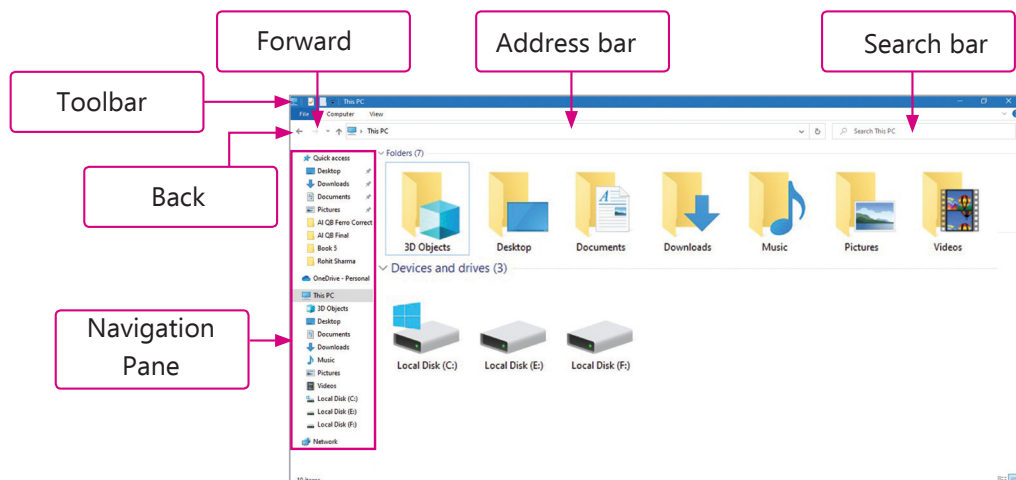 Forward
Address bar
Search bar
Toolbar
Back
Navigation
Pane
This PC
File Computer View
This PC
Search This PC
Quick access
Desktop
Downloads
Documents
Pictures
AI QB Ferro Correct
AI QB Final
Book 5
Rohit Sharma
OneDrive - Personal
This PC
3D Objects
Desktop
Documents
Downloads
Music
Pictures
Videos
Local Disk (C:)
Local Disk (E:)
Local Disk (F:)
Network
Folders (7)
3D Objects Desktop Documents Downloads Music Pictures Videos
Devices and drives (3)
Local Disk (C:) Local Disk (E:) Local Disk (F:)